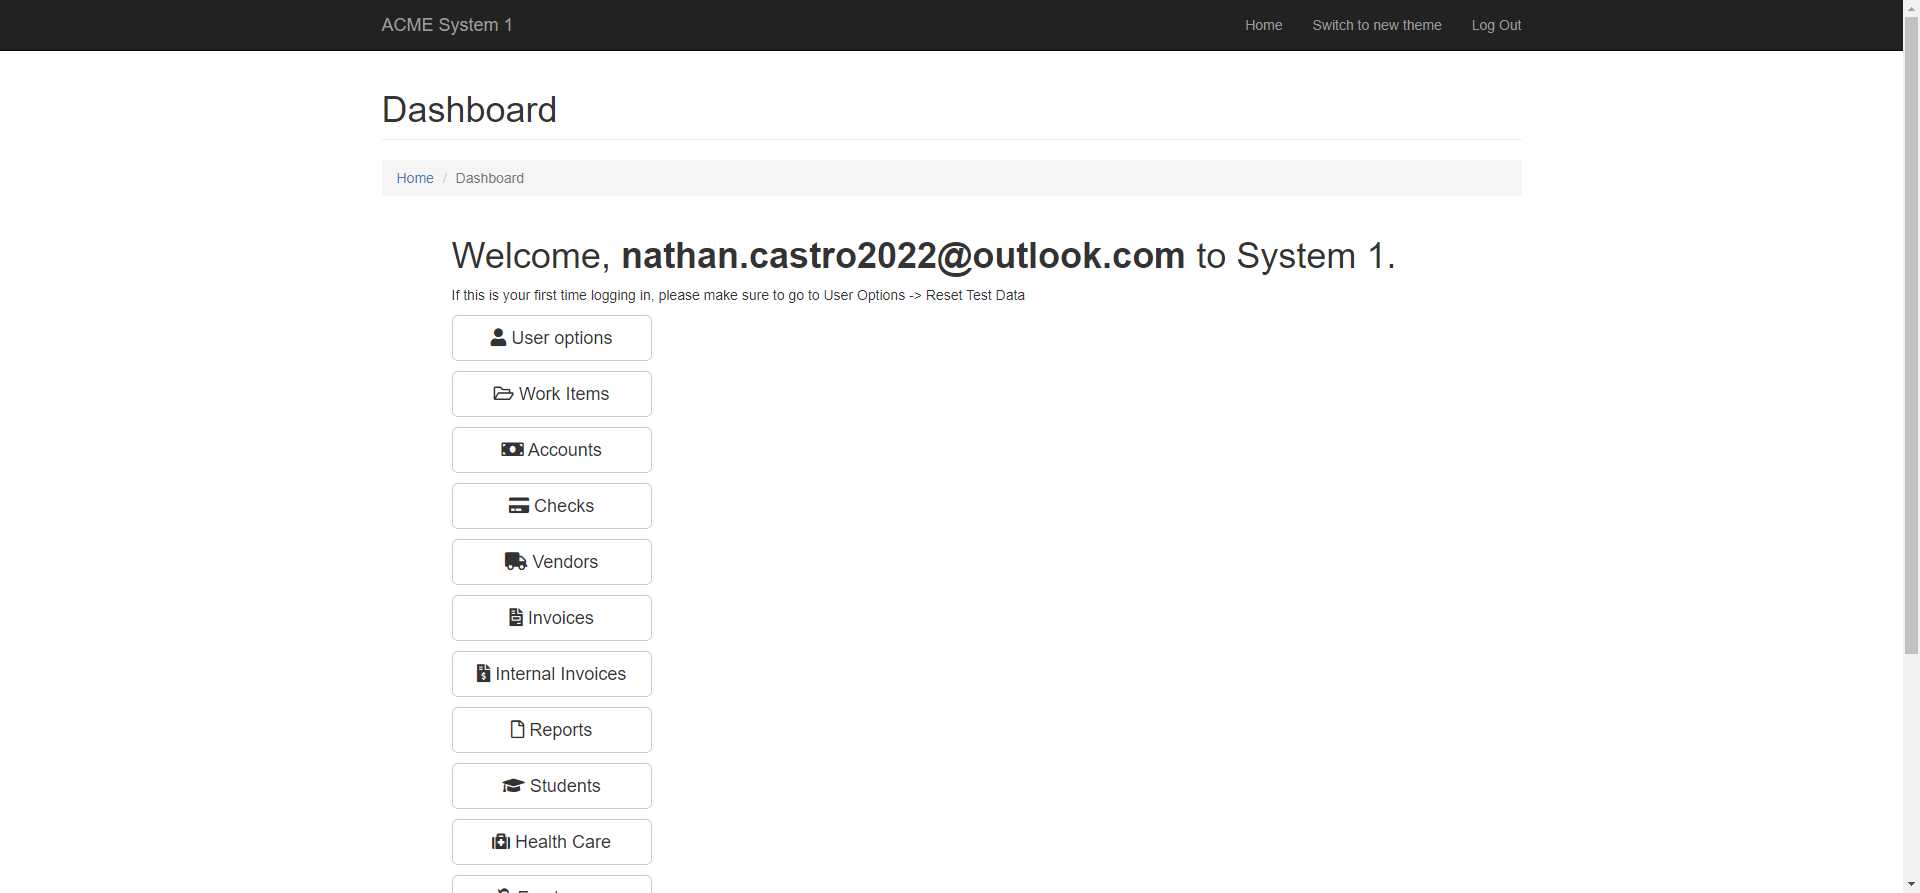 ACME System 1
Home
Switch to new theme
Log Out
Dashboard
Home / Dashboard
Welcome, nathan.castro2022@outlook.com to System 1.
If this is your first time logging in, please make sure to go to User Options -> Reset Test Data
User options
Work Items
Accounts
Checks
Vendors
Invoices
Internal Invoices
Reports
Students
Health Care